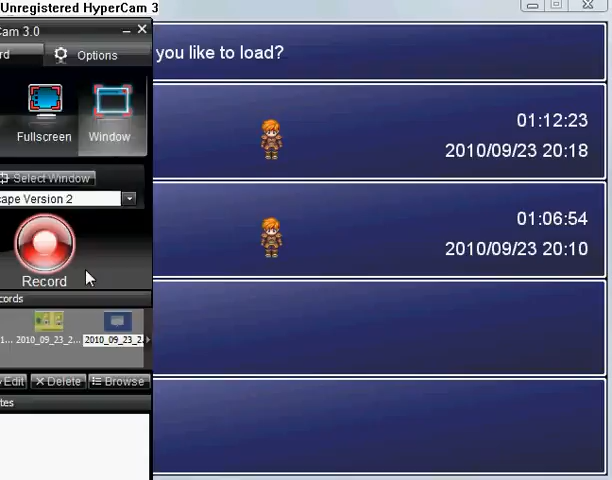 Unregistered HyperCam 3
Cam 3.0
rd
Options
Fullscreen
Window
Select Window
cape Version 2
Record
cords
1... 2010_09_23_2... 2010_09_23_2.
Edit
Delete
Browse
tes
you like to load?
01:12:23
2010/09/23 20:18
01:06:54
2010/09/23 20:10